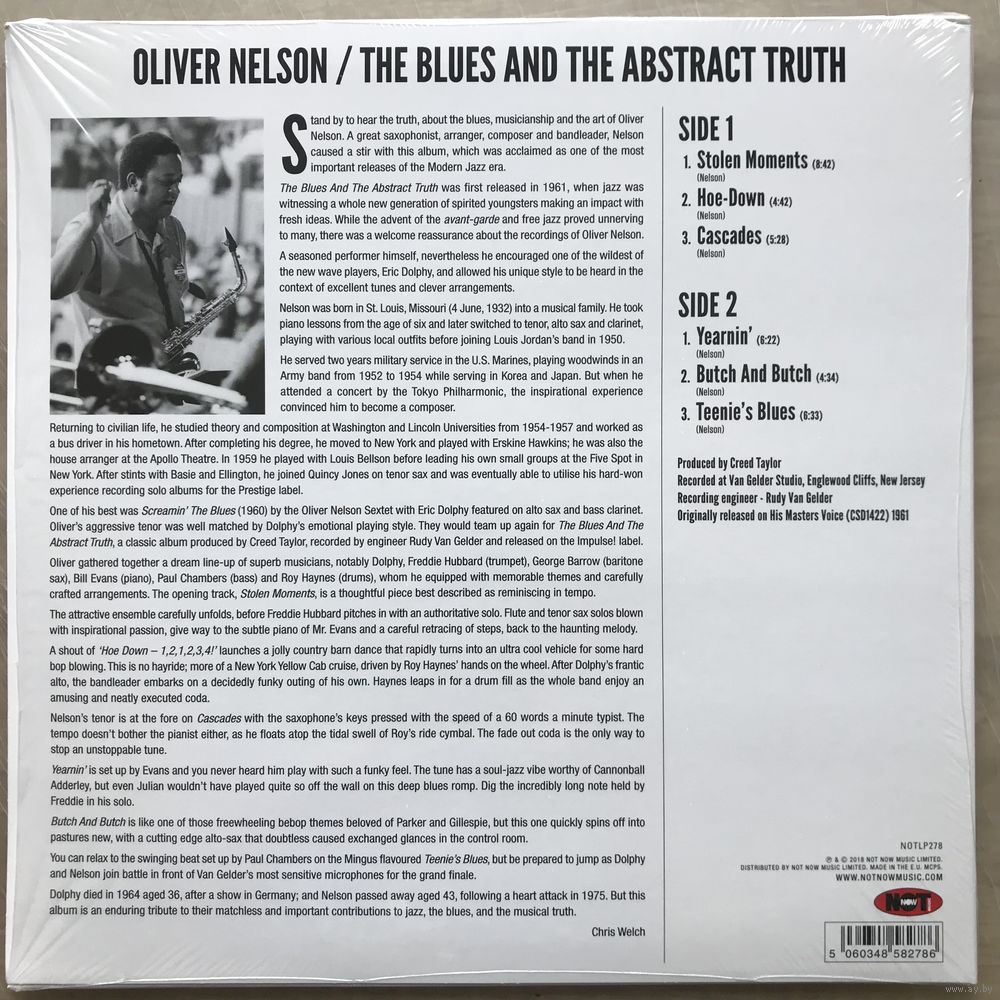 OLIVER NELSON / THE BLUES AND THE ABSTRACT TRUTH
Stand by to hear the truth, about the blues, musicianship and the art of Oliver
Nelson. A great saxophonist, arranger, composer and bandleader, Nelson
caused a stir with this album, which was acclaimed as one of the most
important releases of the Modern Jazz era.
The Blues And The Abstract Truth was first released in 1961, when jazz was
witnessing a whole new generation of spirited youngsters making an impact with
fresh ideas. While the advent of the avant-garde and free jazz proved unnerving
to many, there was a welcome reassurance about the recordings of Oliver Nelson.
A seasoned performer himself, nevertheless he encouraged one of the wildest of
the new wave players, Eric Dolphy, and allowed his unique style to be heard in the
context of excellent tunes and clever arrangements.
Nelson was born in St. Louis, Missouri (4 June, 1932) into a musical family. He took
piano lessons from the age of six and later switched to tenor, alto sax and clarinet,
playing with various local outfits before joining Louis Jordan's band in 1950.
He served two years military service in the U.S. Marines, playing woodwinds in an
Army band from 1952 to 1954 while serving in Korea and Japan. But when he
attended a concert by the Tokyo Philharmonic, the inspirational experience
convinced him to become a composer.
Returning to civilian life, he studied theory and composition at Washington and Lincoln Universities from 1954-1957 and worked as
a bus driver in his hometown. After completing his degree, he moved to New York and played with Erskine Hawkins; he was also the
house arranger at the Apollo Theatre. In 1959 he played with Louis Bellson before leading his own small groups at the Five Spot in
New York. After stints with Basie and Ellington, he joined Quincy Jones on tenor sax and was eventually able to utilise his hard-won
experience recording solo albums for the Prestige label.
One of his best was Screamin' The Blues (1960) by the Oliver Nelson Sextet with Eric Dolphy featured on alto sax and bass clarinet.
Oliver's aggressive tenor was well matched by Dolphy's emotional playing style. They would team up again for The Blues And The
Abstract Truth, a classic album produced by Creed Taylor, recorded by engineer Rudy Van Gelder and released on the Impulse! label.
Oliver gathered together a dream line-up of superb musicians, notably Dolphy, Freddie Hubbard (trumpet), George Barrow (baritone
sax), Bill Evans (piano), Paul Chambers (bass) and Roy Haynes (drums), whom he equipped with memorable themes and carefully
crafted arrangements. The opening track, Stolen Moments, is a thoughtful piece best described as reminiscing in tempo.
The attractive ensemble carefully unfolds, before Freddie Hubbard pitches in with an authoritative solo. Flute and tenor sax solos blown
with inspirational passion, give way to the subtle piano of Mr. Evans and a careful retracing of steps, back to the haunting melody.
A shout of 'Hoe Down – 1,2,1,2,3,4!' launches a jolly country barn dance that rapidly turns into an ultra cool vehicle for some hard
bop blowing. This is no hayride; more of a New York Yellow Cab cruise, driven by Roy Haynes' hands on the wheel. After Dolphy's frantic
alto, the bandleader embarks on a decidedly funky outing of his own. Haynes leaps in for a drum fill as the whole band enjoy an
amusing and neatly executed coda.
Nelson's tenor is at the fore on Cascades with the saxophone's keys pressed with the speed of a 60 words a minute typist. The
tempo doesn't bother the pianist either, as he floats atop the tidal swell of Roy's ride cymbal. The fade out coda is the only way to
stop an unstoppable tune.
Yearnin' is set up by Evans and you never heard him play with such a funky feel. The tune has a soul-jazz vibe worthy of Cannonball
Adderley, but even Julian wouldn't have played quite so off the wall on this deep blues romp. Dig the incredibly long note held by
Freddie in his solo.
Butch And Butch is like one of those freewheeling bebop themes beloved of Parker and Gillespie, but this one quickly spins off into
pastures new, with a cutting edge alto-sax that doubtless caused exchanged glances in the control room.
You can relax to the swinging beat set up by Paul Chambers on the Mingus flavoured Teenie's Blues, but be prepared to jump as Dolphy
and Nelson join battle in front of Van Gelder's most sensitive microphones for the grand finale.
Dolphy died in 1964 aged 36, after a show in Germany; and Nelson passed away aged 43, following a heart attack in 1975. But this
album is an enduring tribute to their matchless and important contributions to jazz, the blues, and the musical truth.
Chris Welch
SIDE 1
1. Stolen Moments (8:42)
(Nelson)
2. Hoe-Down (4:42)
(Nelson)
3. Cascades (5:28)
(Nelson)
SIDE 2
1. Yearnin' (6:22)
(Nelson)
2. Butch And Butch (4:34)
(Nelson)
3. Teenie's Blues (6:33)
(Nelson)
Produced by Creed Taylor
Recorded at Van Gelder Studio, Englewood Cliffs, New Jersey
Recording engineer - Rudy Van Gelder
Originally released on His Masters Voice (CSD1422) 1961
NOTLP278
℗ & © 2018 NOT NOW MUSIC LIMITED.
DISTRIBUTED BY NOT NOW MUSIC LIMITED. MADE IN THE E.U. MCPS.
WWW.NOTNOWMUSIC.COM
NOT NOW
5 060348 582786
www.ay.by